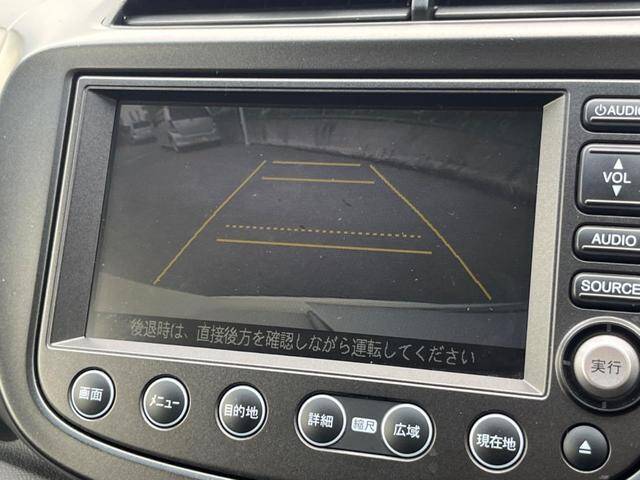 AUDIO
VOL
AUDIO
SOURCE
後退時は、直接後方を確認しながら運転してください
実行
画面
メニュー
目的地
詳細
縮尺
広域
現在地